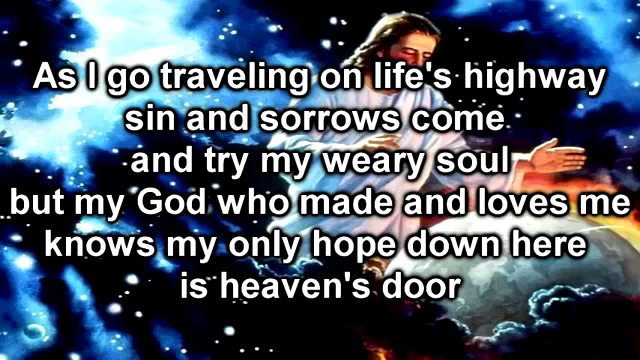 As I go traveling on life's highway
sin and sorrows come
and try my weary soul
but my God who made and loves me
knows my only hope down here
is heaven's door